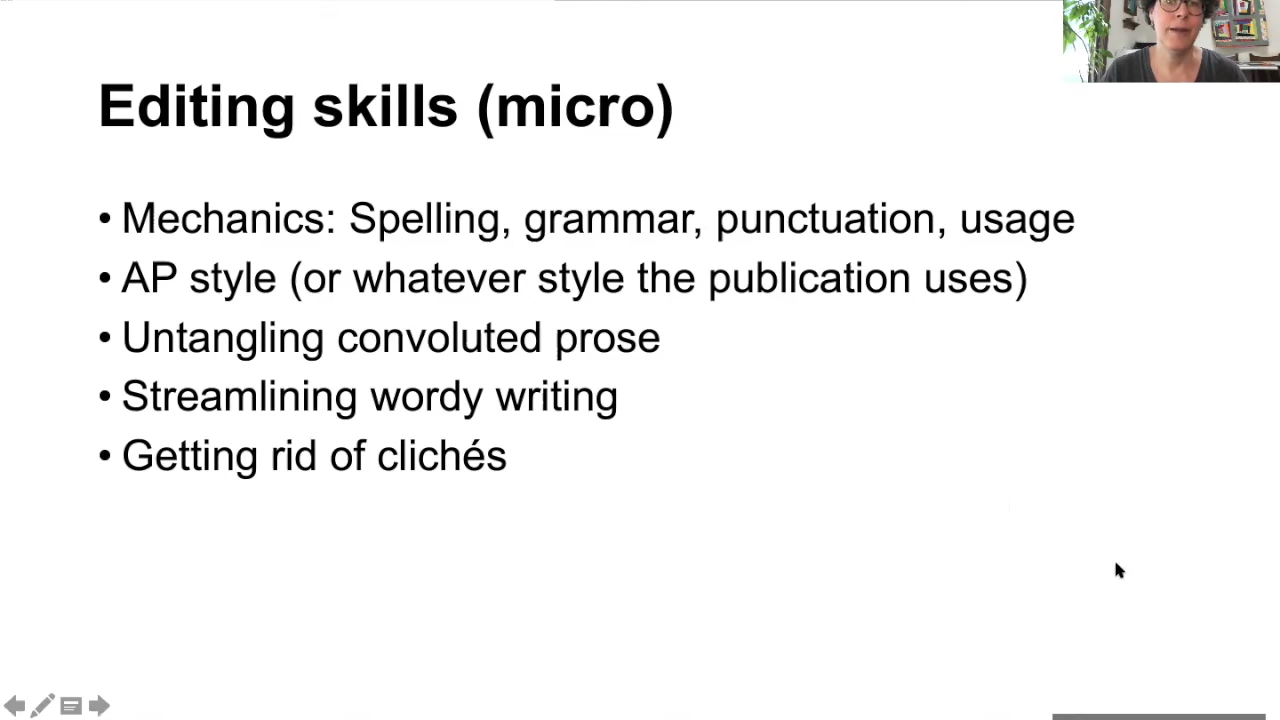 Editing skills (micro)
• Mechanics: Spelling, grammar, punctuation, usage
• AP style (or whatever style the publication uses)
• Untangling convoluted prose
• Streamlining wordy writing
• Getting rid of clichés